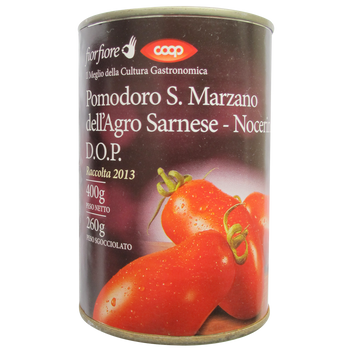 fiorfiore coop
Il Meglio della Cultura Gastronomica
Pomodoro S. Marzano
dell'Agro Sarnese - Nocerin
D.O.P.
Raccolta 2013
400g
PESO NETTO
260g
PESO SGOCCIOLATO